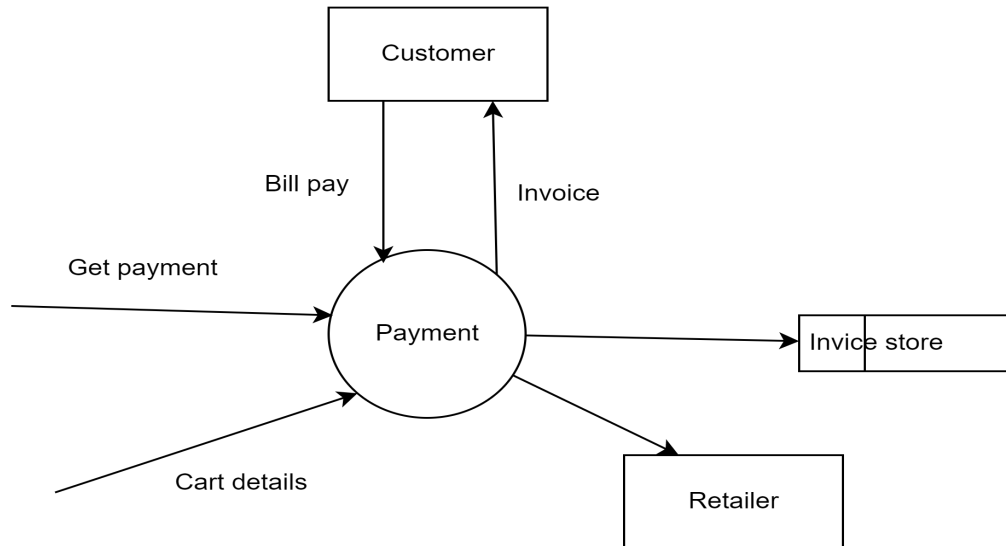 Customer
Bill pay
Invoice
Get payment
Payment
Invice store
Cart details
Retailer